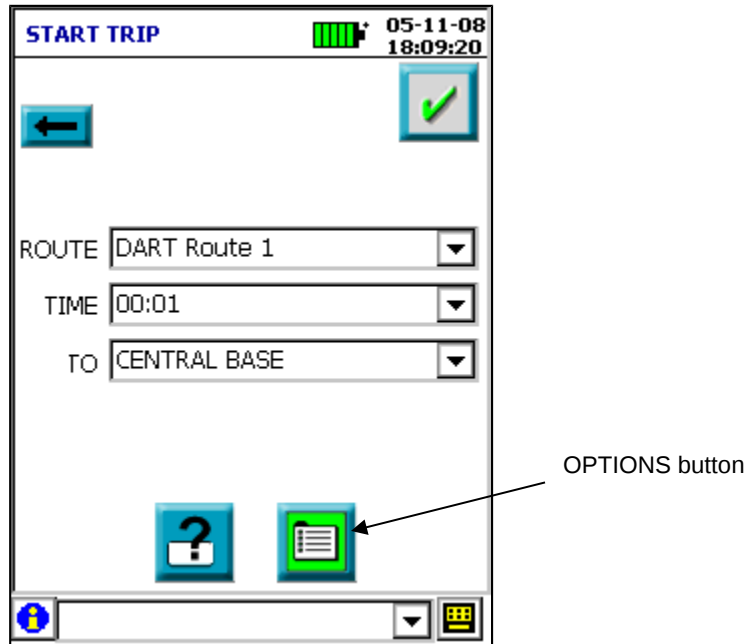 START TRIP
05-11-08
18:09:20
ROUTE DART Route 1
TIME 00:01
TO CENTRAL BASE
OPTIONS button
?
i